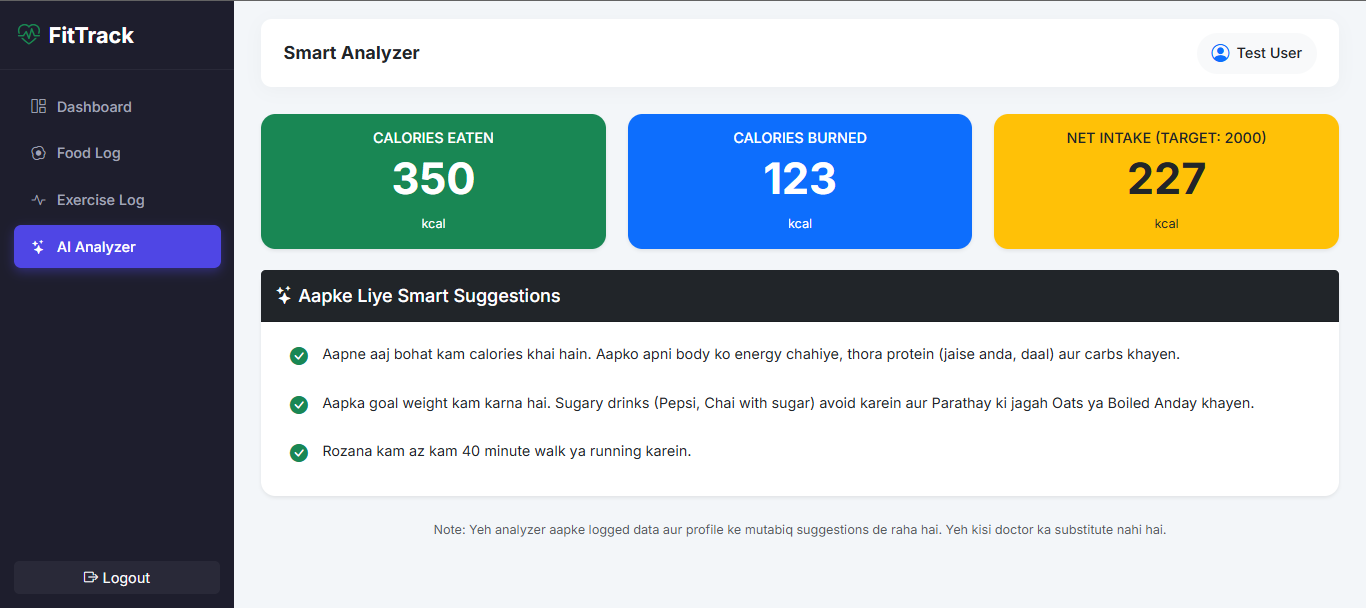 FitTrack
Dashboard
Food Log
Exercise Log
AI Analyzer
Logout
Smart Analyzer
Test User
CALORIES EATEN
350
kcal
CALORIES BURNED
123
kcal
NET INTAKE (TARGET: 2000)
227
kcal
Aapke Liye Smart Suggestions
Aapne aaj bohat kam calories khai hain. Aapko apni body ko energy chahiye, thora protein (jaise anda, daal) aur carbs khayen.
Aapka goal weight kam karna hai. Sugary drinks (Pepsi, Chai with sugar) avoid karein aur Parathay ki jagah Oats ya Boiled Anday khayen.
Rozana kam az kam 40 minute walk ya running karein.
Note: Yeh analyzer aapke logged data aur profile ke mutabiq suggestions de raha hai. Yeh kisi doctor ka substitute nahi hai.